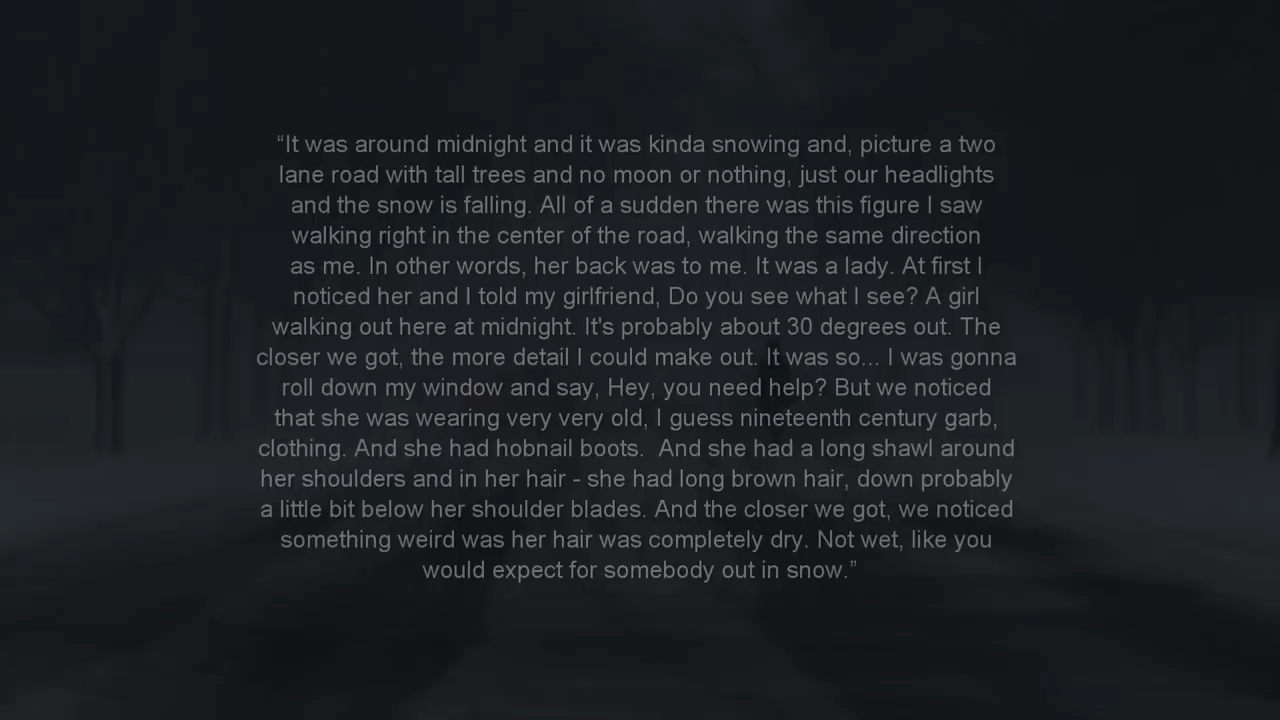 “It was around midnight and it was kinda snowing and, picture a two
lane road with tall trees and no moon or nothing, just our headlights
and the snow is falling. All of a sudden there was this figure I saw
walking right in the center of the road, walking the same direction
as me. In other words, her back was to me. It was a lady. At first I
noticed her and I told my girlfriend, Do you see what I see? A girl
walking out here at midnight. It's probably about 30 degrees out. The
closer we got, the more detail I could make out. It was so... I was gonna
roll down my window and say, Hey, you need help? But we noticed
that she was wearing very very old, I guess nineteenth century garb,
clothing. And she had hobnail boots.  And she had a long shawl around
her shoulders and in her hair - she had long brown hair, down probably
a little bit below her shoulder blades. And the closer we got, we noticed
something weird was her hair was completely dry. Not wet, like you
would expect for somebody out in snow.”